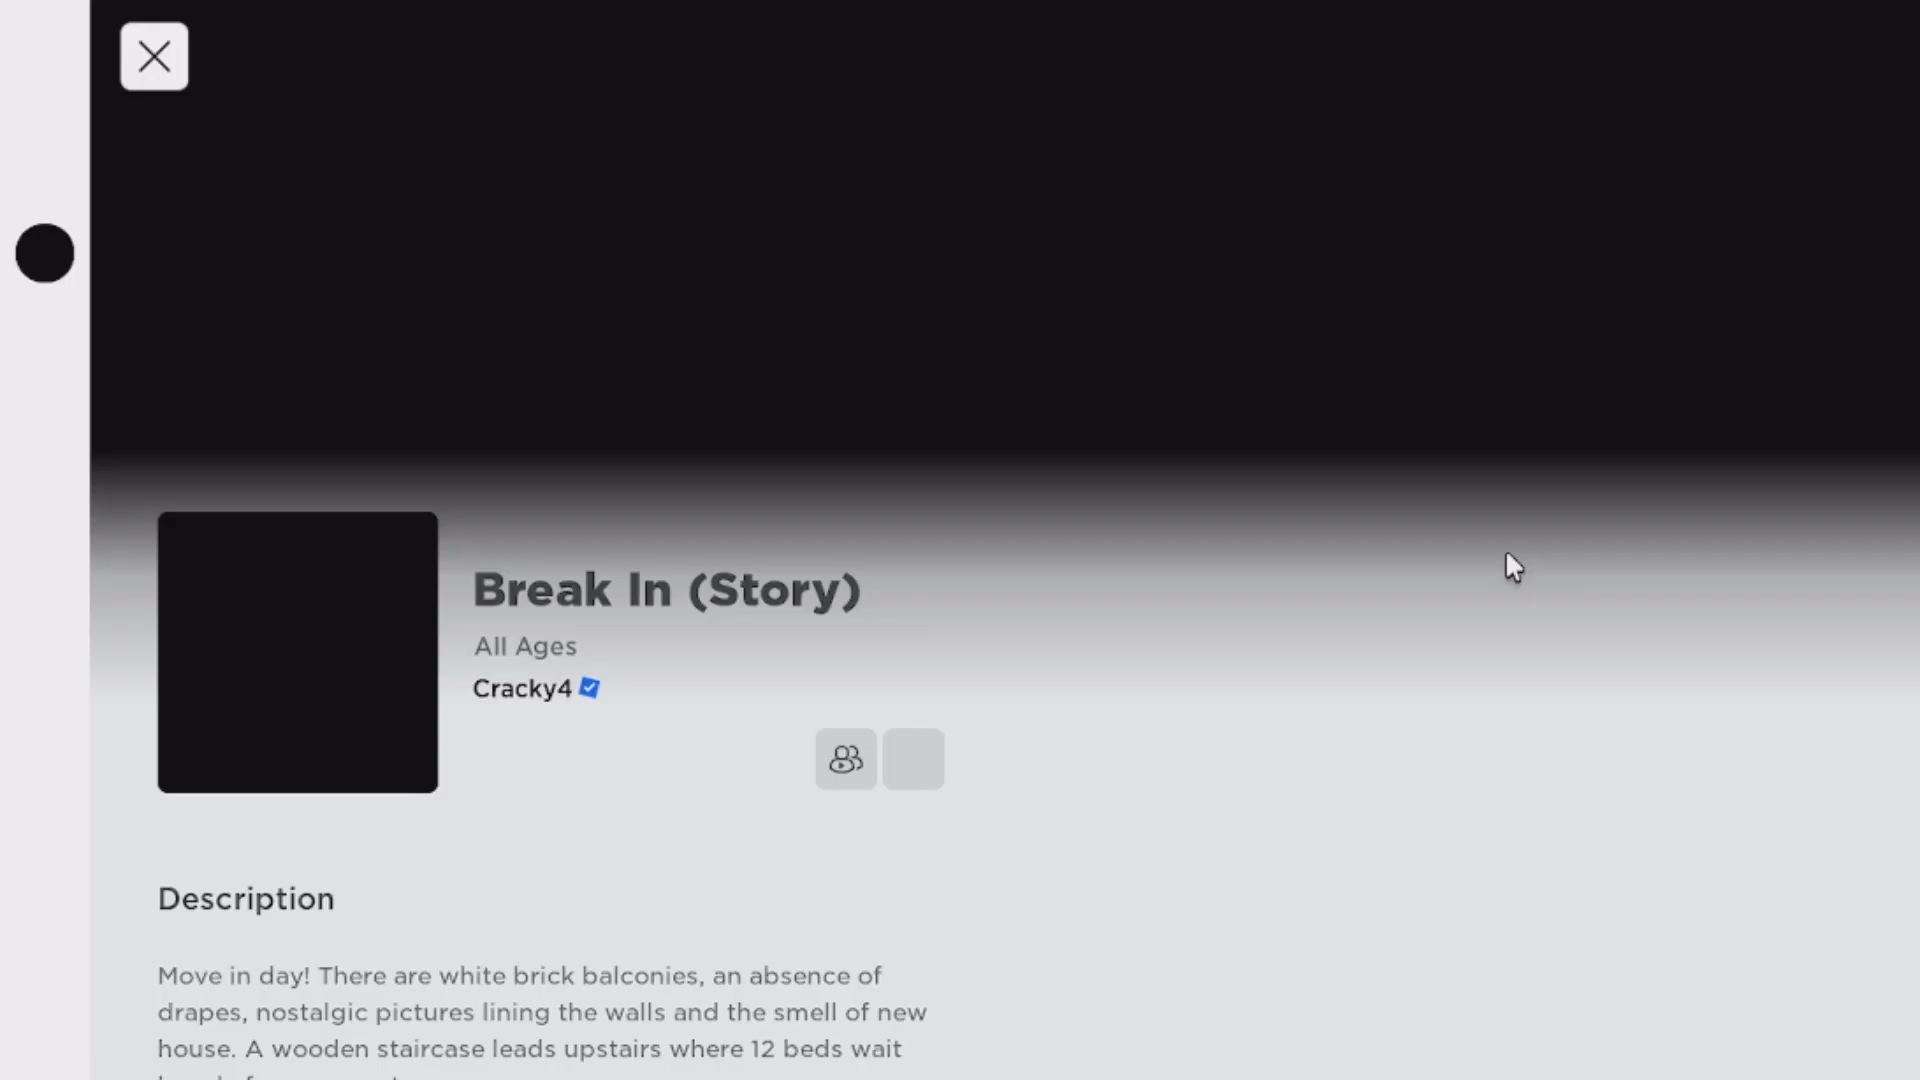 Break In (Story)
All Ages
Cracky4
Description
Move in day! There are white brick balconies, an absence of
drapes, nostalgic pictures lining the walls and the smell of new
house. A wooden staircase leads upstairs where 12 beds wait